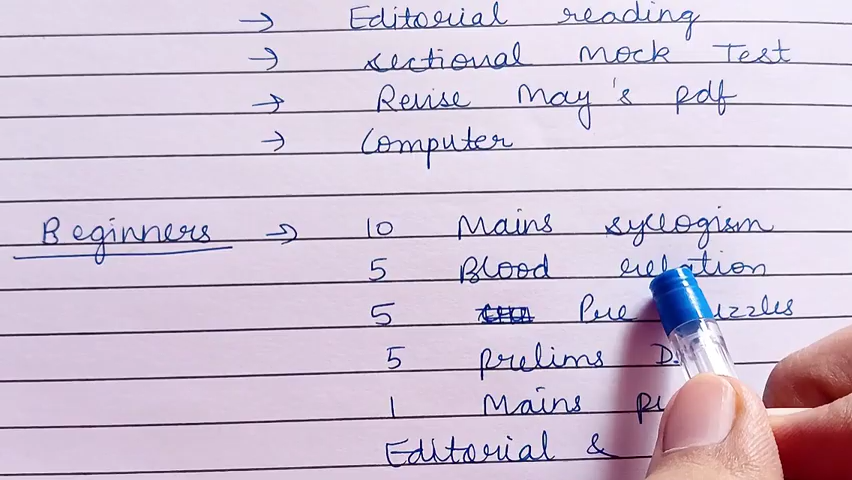 → Editorial reading
→ sectional Mock Test
→ Revise May's pdf
→ Computer
Beginners → 10 Mains syllogism
5 Blood relation
5 Pre
5 prelims
1 Mains
Editorial &